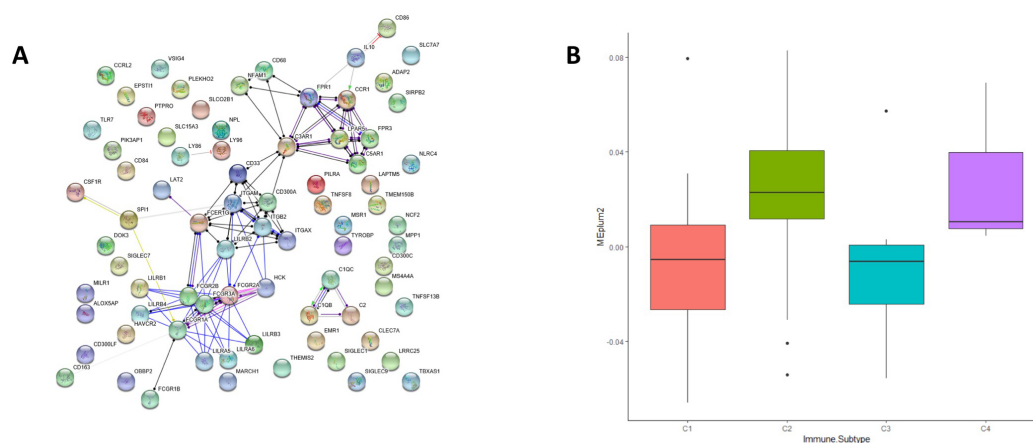 A
B
CD86
IL10
SLC7A7
VSIG4
CD68
CCRL2
NFAM1
ADAP2
PLEKHO2
FPR1
CCR1
EPSTI1
SIRPB2
SLCO2B1
PTPRO
TLR7
NPL
SLC15A3
LPAR6
FPR3
C3AR1
PIK3AP1
LY86
LY96
C5AR1
NLRC4
CD84
CD33
PILRA
LAPTM5
CSF1R
LAT2
ITGAM
CD300A
TNFSF8
TMEM150B
SPI1
FCER1G
ITGB2
MSR1
NCF2
DOK3
LILRB2
ITGAX
TYROBP
MPP1
SIGLEC7
CD300C
C1QC
MILR1
LILRB1
FCGR2B
FCGR2A
HCK
MS4A4A
FCGR3A
ALOX5AP
LILRB4
C1QB
C2
TNFSF13B
HAVCR2
FCGR1A
LILRB3
EMR1
CLEC7A
CD300LF
LILRA5
LILRA6
THEMIS2
SIGLEC1
LRRC25
CD163
OBBP2
MARCH1
SIGLEC9
TBXAS1
FCGR1B
0.08
0.04
0.00
-0.04
MEplum2
C1
C2
C3
C4
Immune.Subtype